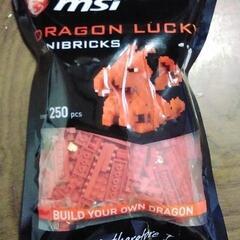 msi
DRAGON LUCKY
NIBRICKS
250 pcs
BUILD YOUR OWN DRAGON